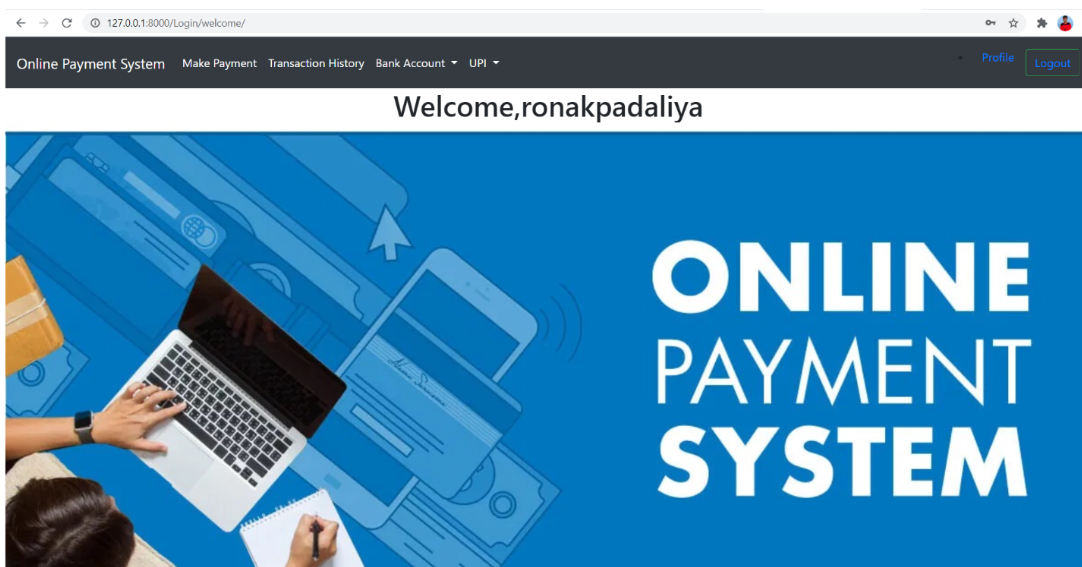 127.0.0.1:8000/Login/welcome/
Online Payment System Make Payment Transaction History Bank Account UPI Profile Logout
Welcome,ronakpadaliya
ONLINE
PAYMENT
SYSTEM